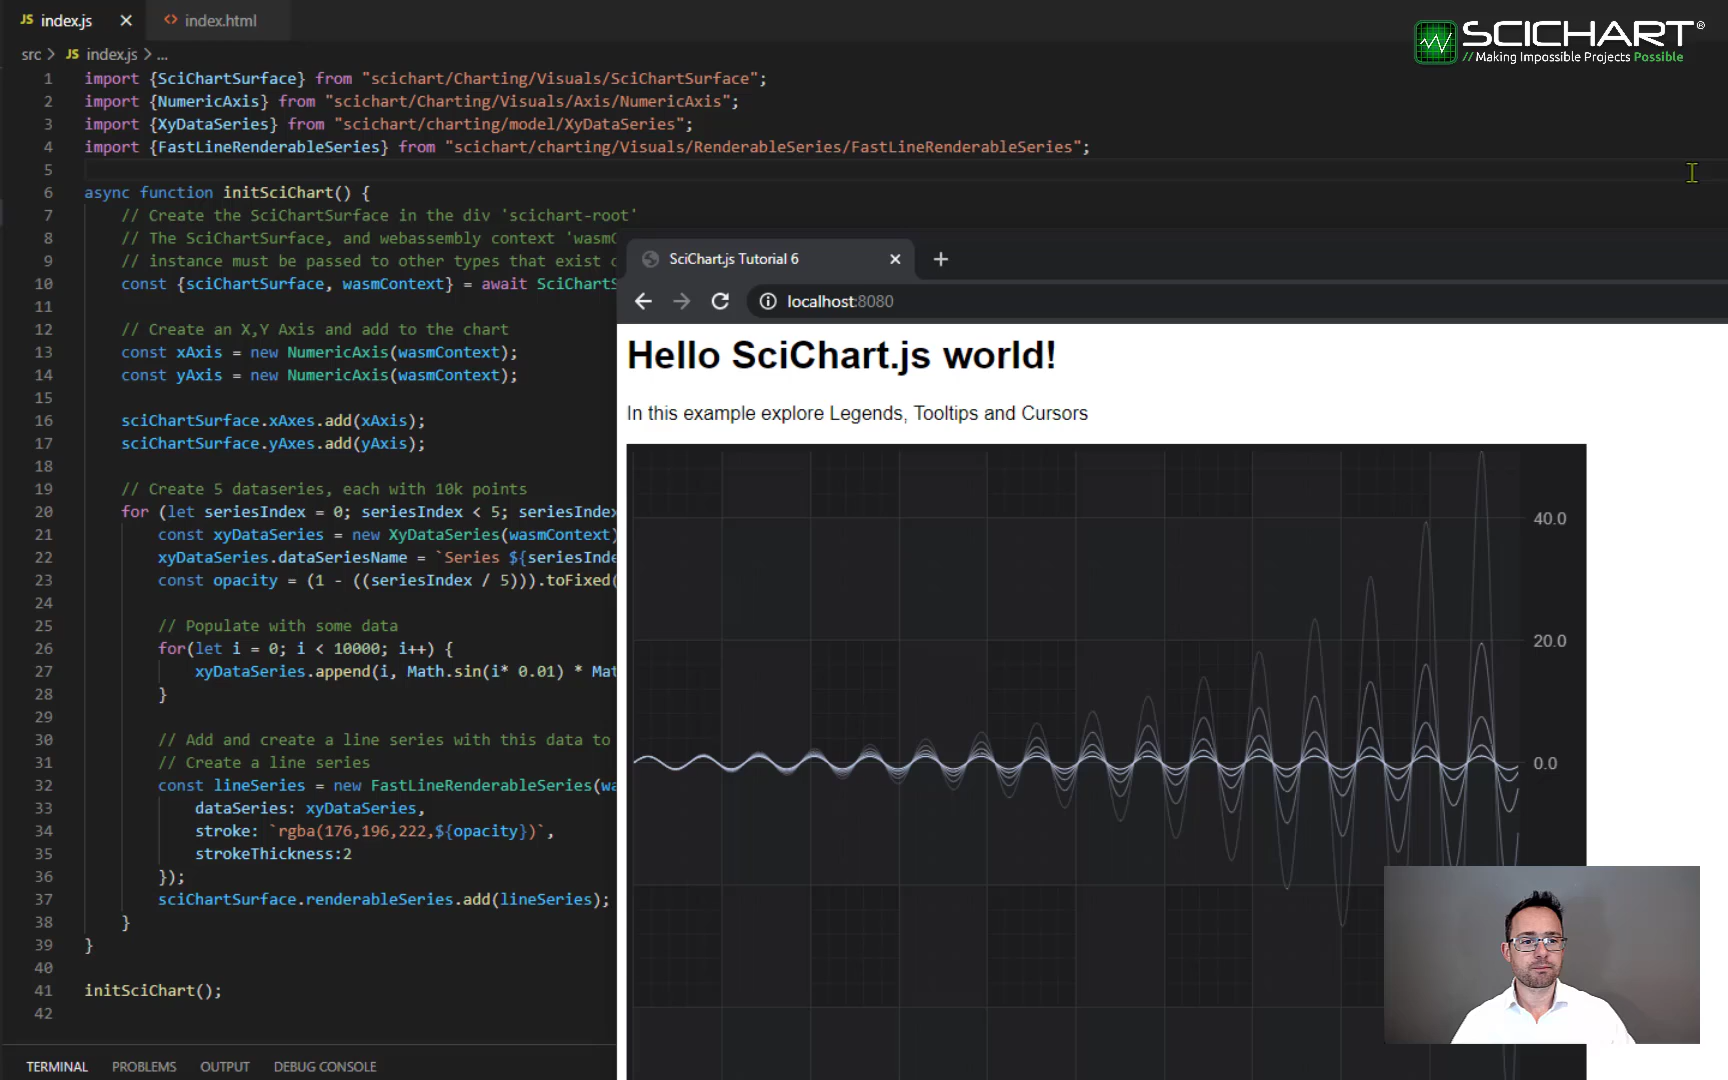 JS index.js × <> index.html
SCICHART®
// Making Impossible Projects Possible
src > JS index.js > ...
1 import {SciChartSurface} from "scichart/Charting/Visuals/SciChartSurface";
2 import {NumericAxis} from "scichart/Charting/Visuals/Axis/NumericAxis";
3 import {XyDataSeries} from "scichart/charting/model/XyDataSeries";
4 import {FastLineRenderableSeries} from "scichart/charting/Visuals/RenderableSeries/FastLineRenderableSeries";
5
6 async function initSciChart() {
7 // Create the SciChartSurface in the div 'scichart-root'
8 // The SciChartSurface, and webassembly context 'wasmC
9 // instance must be passed to other types that exist
10 const {sciChartSurface, wasmContext} = await SciChartS
11
12 // Create an X,Y Axis and add to the chart
13 const xAxis = new NumericAxis(wasmContext);
14 const yAxis = new NumericAxis(wasmContext);
15
16 sciChartSurface.xAxes.add(xAxis);
17 sciChartSurface.yAxes.add(yAxis);
18
19 // Create 5 dataseries, each with 10k points
20 for (let seriesIndex = 0; seriesIndex < 5; seriesIndex
21 const xyDataSeries = new XyDataSeries(wasmContext)
22 xyDataSeries.dataSeriesName = `Series ${seriesInde
23 const opacity = (1 - ((seriesIndex / 5))).toFixed(
24
25 // Populate with some data
26 for(let i = 0; i < 10000; i++) {
27 xyDataSeries.append(i, Math.sin(i* 0.01) * Mat
28 }
29
30 // Add and create a line series with this data to
31 // Create a line series
32 const lineSeries = new FastLineRenderableSeries(wa
33 dataSeries: xyDataSeries,
34 stroke: `rgba(176,196,222,${opacity})`,
35 strokeThickness:2
36 });
37 sciChartSurface.renderableSeries.add(lineSeries);
38 }
39 }
40
41 initSciChart();
42
TERMINAL PROBLEMS OUTPUT DEBUG CONSOLE
SciChart.js Tutorial 6 × +
localhost:8080
Hello SciChart.js world!
In this example explore Legends, Tooltips and Cursors
40.0
20.0
0.0